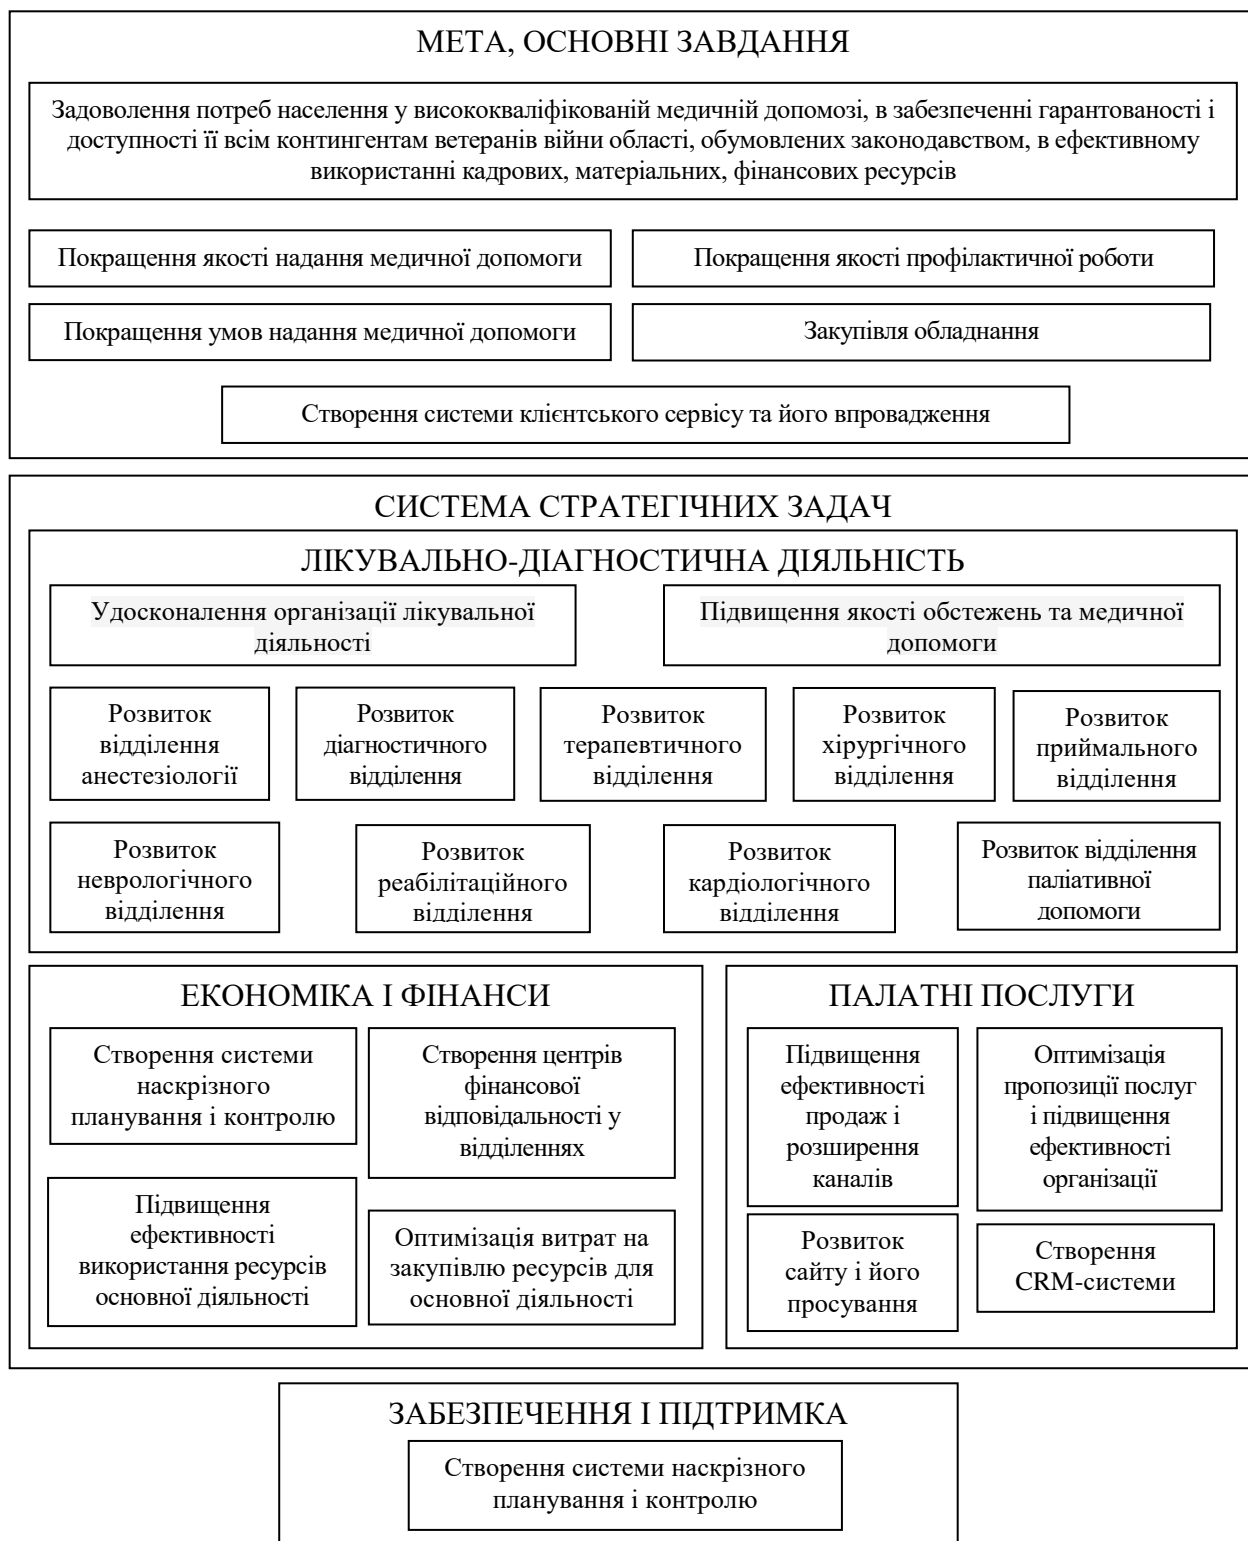 МЕТА, ОСНОВНІ ЗАВДАННЯ
Задоволення потреб населення у висококваліфікованій медичній допомозі, в забезпеченні гарантованості і
доступності її всім контингентам ветеранів війни області, обумовлених законодавством, в ефективному
використанні кадрових, матеріальних, фінансових ресурсів
Покращення якості надання медичної допомоги
Покращення якості профілактичної роботи
Покращення умов надання медичної допомоги
Закупівля обладнання
Створення системи клієнтського сервісу та його впровадження
СИСТЕМА СТРАТЕГІЧНИХ ЗАДАЧ
ЛІКУВАЛЬНО-ДІАГНОСТИЧНА ДІЯЛЬНІСТЬ
Удосконалення організації лікувальної
діяльності
Підвищення якості обстежень та медичної
допомоги
Розвиток
відділення
анестезіології
Розвиток
діагностичного
відділення
Розвиток
терапевтичного
відділення
Розвиток
хірургічного
відділення
Розвиток
приймального
відділення
Розвиток
неврологічного
відділення
Розвиток
реабілітаційного
відділення
Розвиток
кардіологічного
відділення
Розвиток відділення
паліативної
допомоги
ЕКОНОМІКА І ФІНАНСИ
Створення системи
наскрізного
планування і контролю
Створення центрів
фінансової
відповідальності у
відділеннях
Підвищення
ефективності
використання ресурсів
основної діяльності
Оптимізація витрат на
закупівлю ресурсів для
основної діяльності
ПАЛАТНІ ПОСЛУГИ
Підвищення
ефективності
продаж і
розширення
каналів
Оптимізація
пропозиції послуг
і підвищення
ефективності
організації
Розвиток
сайту і його
просування
Створення
CRM-системи
ЗАБЕЗПЕЧЕННЯ І ПІДТРИМКА
Створення системи наскрізного
планування і контролю